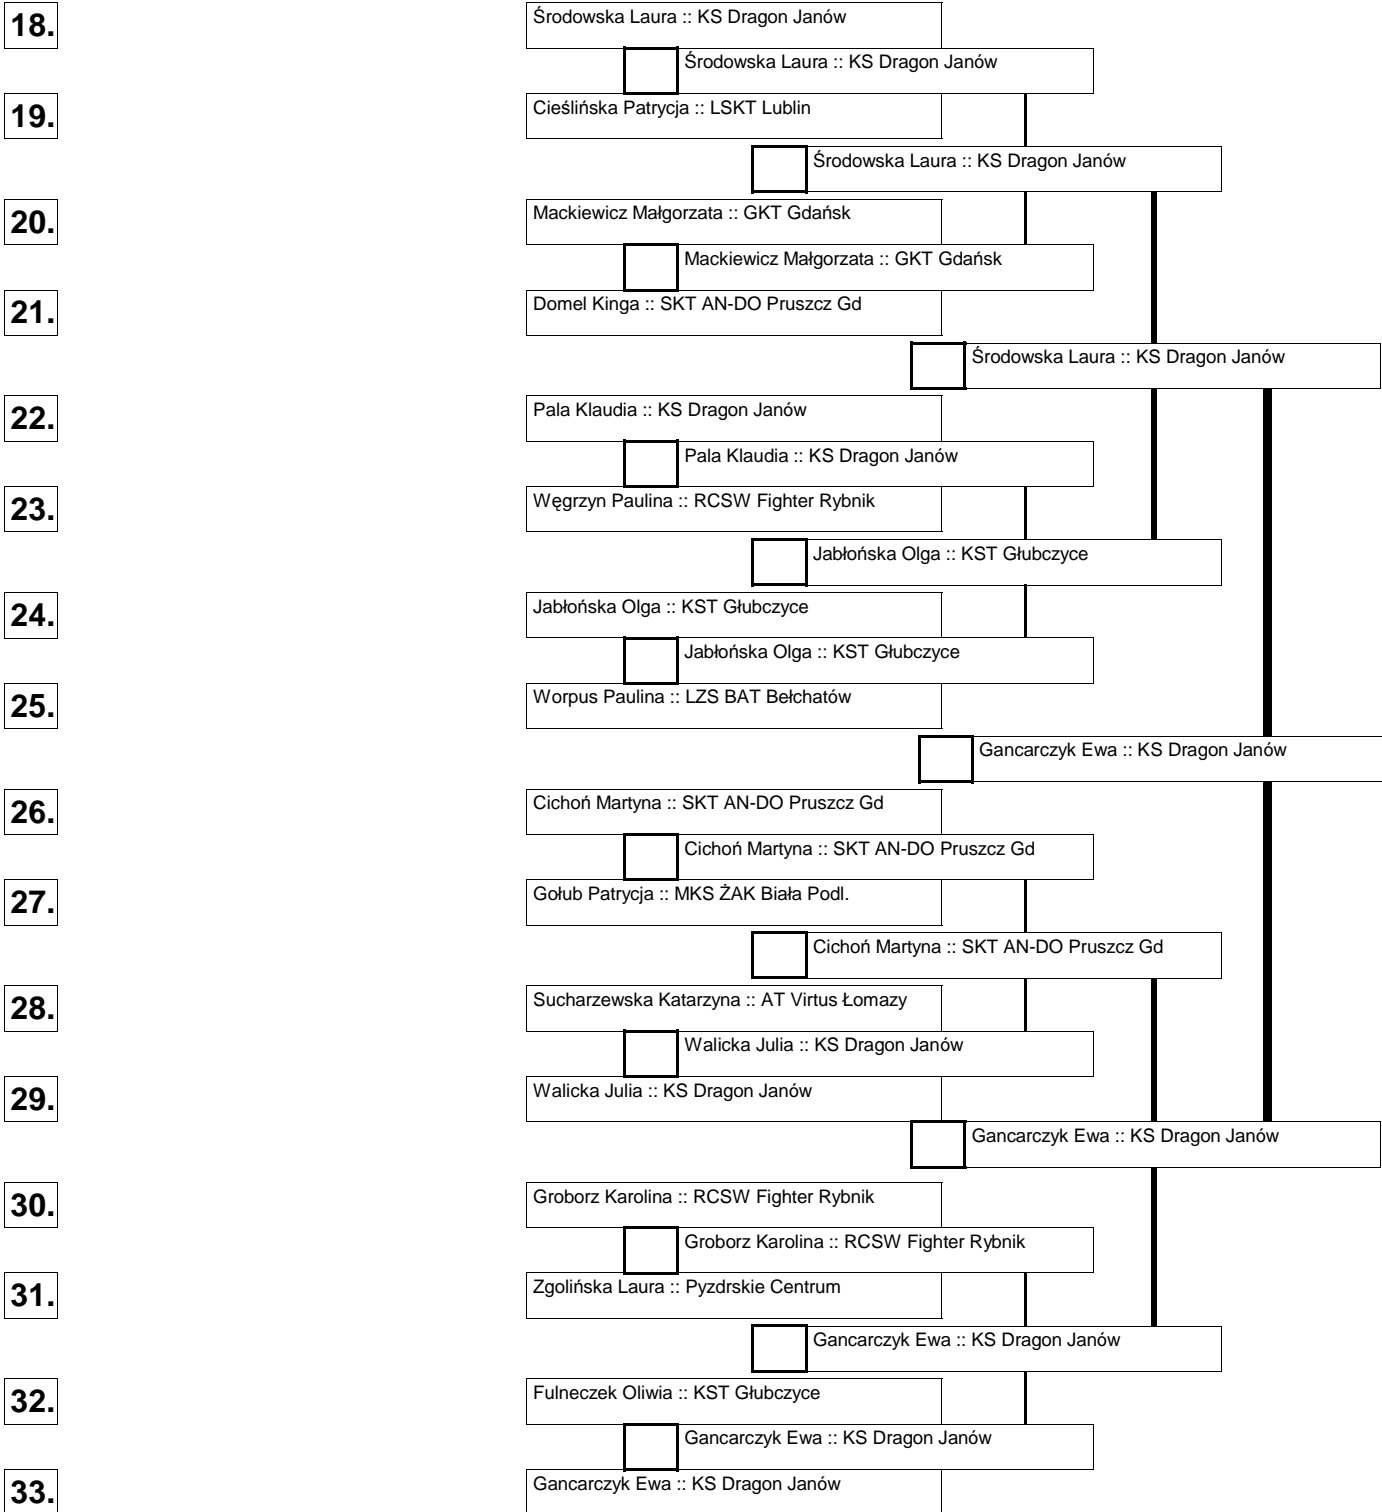 18.
Środowska Laura :: KS Dragon Janów
Środowska Laura :: KS Dragon Janów
19.
Cieślińska Patrycja :: LSKT Lublin
Środowska Laura :: KS Dragon Janów
20.
Mackiewicz Małgorzata :: GKT Gdańsk
Mackiewicz Małgorzata :: GKT Gdańsk
21.
Domel Kinga :: SKT AN-DO Pruszcz Gd
Środowska Laura :: KS Dragon Janów
22.
Pala Klaudia :: KS Dragon Janów
Pala Klaudia :: KS Dragon Janów
23.
Węgrzyn Paulina :: RCSW Fighter Rybnik
Jabłońska Olga :: KST Głubczyce
24.
Jabłońska Olga :: KST Głubczyce
Jabłońska Olga :: KST Głubczyce
25.
Worpus Paulina :: LZS BAT Bełchatów
Gancarczyk Ewa :: KS Dragon Janów
26.
Cichoń Martyna :: SKT AN-DO Pruszcz Gd
Cichoń Martyna :: SKT AN-DO Pruszcz Gd
27.
Gołub Patrycja :: MKS ŻAK Biała Podl.
Cichoń Martyna :: SKT AN-DO Pruszcz Gd
28.
Sucharzewska Katarzyna :: AT Virtus Łomazy
Walicka Julia :: KS Dragon Janów
29.
Walicka Julia :: KS Dragon Janów
Gancarczyk Ewa :: KS Dragon Janów
30.
Groborz Karolina :: RCSW Fighter Rybnik
Groborz Karolina :: RCSW Fighter Rybnik
31.
Zgolińska Laura :: Pyzdrskie Centrum
Gancarczyk Ewa :: KS Dragon Janów
32.
Fulneczek Oliwia :: KST Głubczyce
Gancarczyk Ewa :: KS Dragon Janów
33.
Gancarczyk Ewa :: KS Dragon Janów